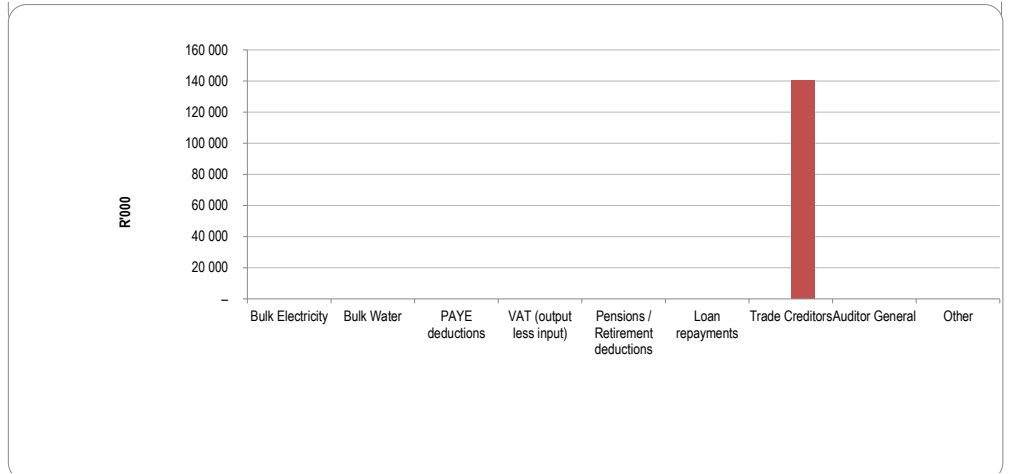 160 000
140 000
120 000
100 000
80 000
60 000
40 000
20 000
–
R'000
Bulk Electricity
Bulk Water
PAYE
deductions
VAT (output
less input)
Pensions /
Retirement
deductions
Loan
repayments
Trade Creditors
Auditor General
Other